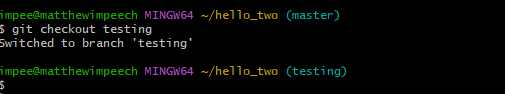 impee@matthewimpeech MINGW64 ~/hello_two (master)
$ git checkout testing
Switched to branch 'testing'
impee@matthewimpeech MINGW64 ~/hello_two (testing)
$